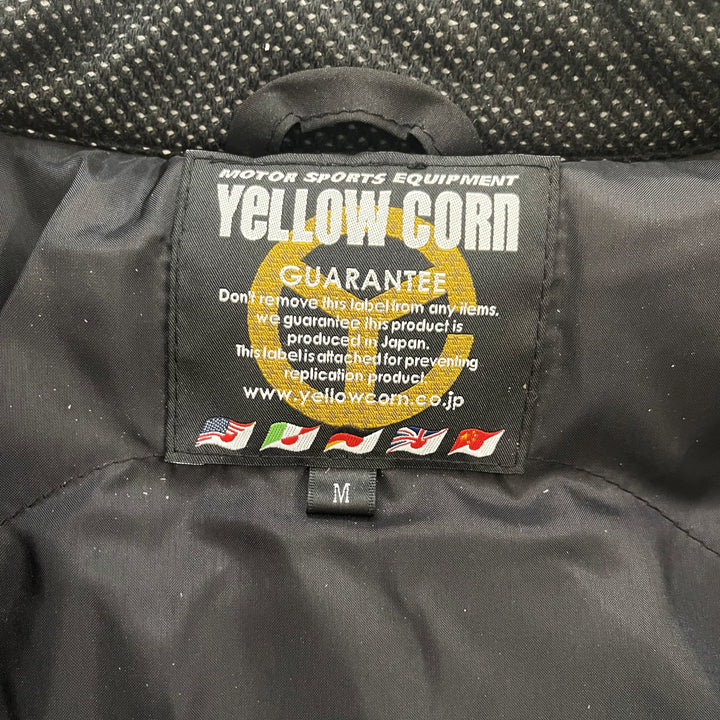 MOTOR SPORTS EQUIPMENT
YeLLOW CORN
GUARANTEE
Don't remove this label from any items.
we guarantee this product is
produced in Japan.
This label is attached for preventing
replication product.
www.yellowcorn.co.jp
M